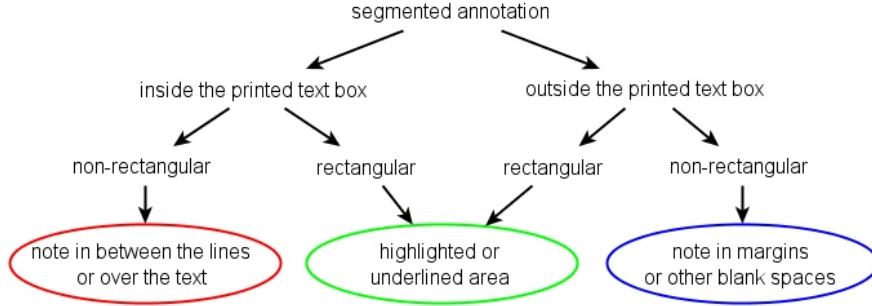 segmented annotation
inside the printed text box
outside the printed text box
non-rectangular
rectangular
rectangular
non-rectangular
note in between the lines
or over the text
highlighted or
underlined area
note in margins
or other blank spaces